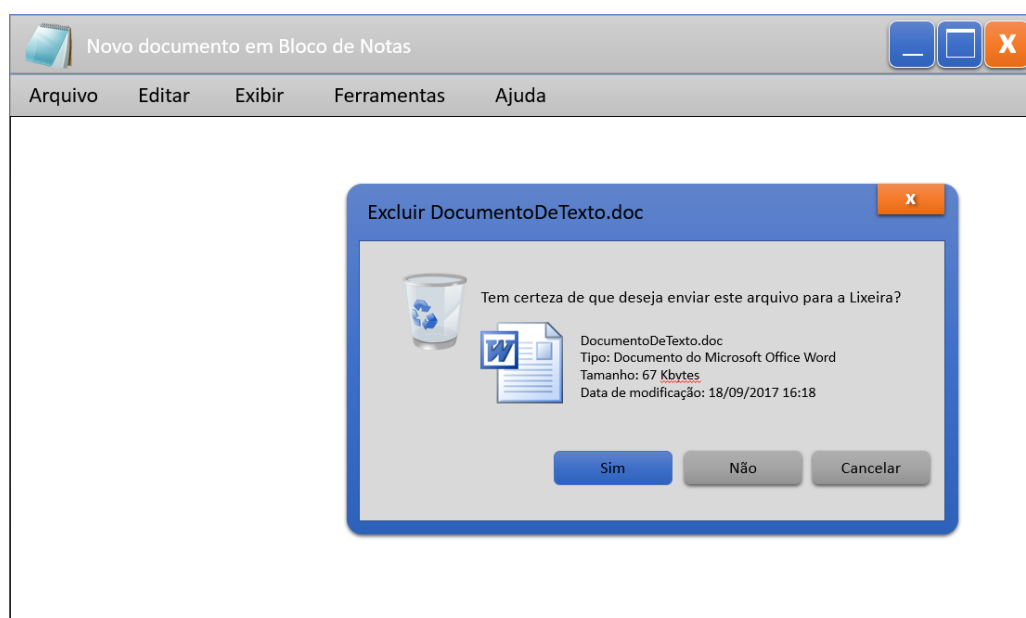 Novo documento em Bloco de Notas
X
Arquivo Editar Exibir Ferramentas Ajuda
Excluir DocumentoDeTexto.doc
x
Tem certeza de que deseja enviar este arquivo para a Lixeira?
W
DocumentoDeTexto.doc
Tipo: Documento do Microsoft Office Word
Tamanho: 67 Kbytes
Data de modificação: 18/09/2017 16:18
Sim Não Cancelar